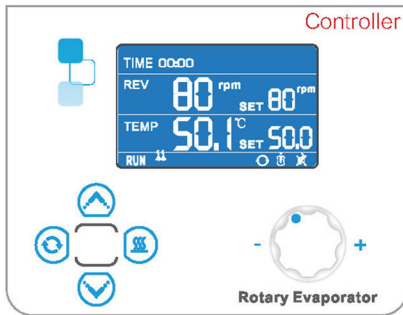 Controller
TIME 00:00
REV 80 rpm SET 80 rpm
TEMP 50.1 ℃ SET 50.0
RUN
- +
Rotary Evaporator